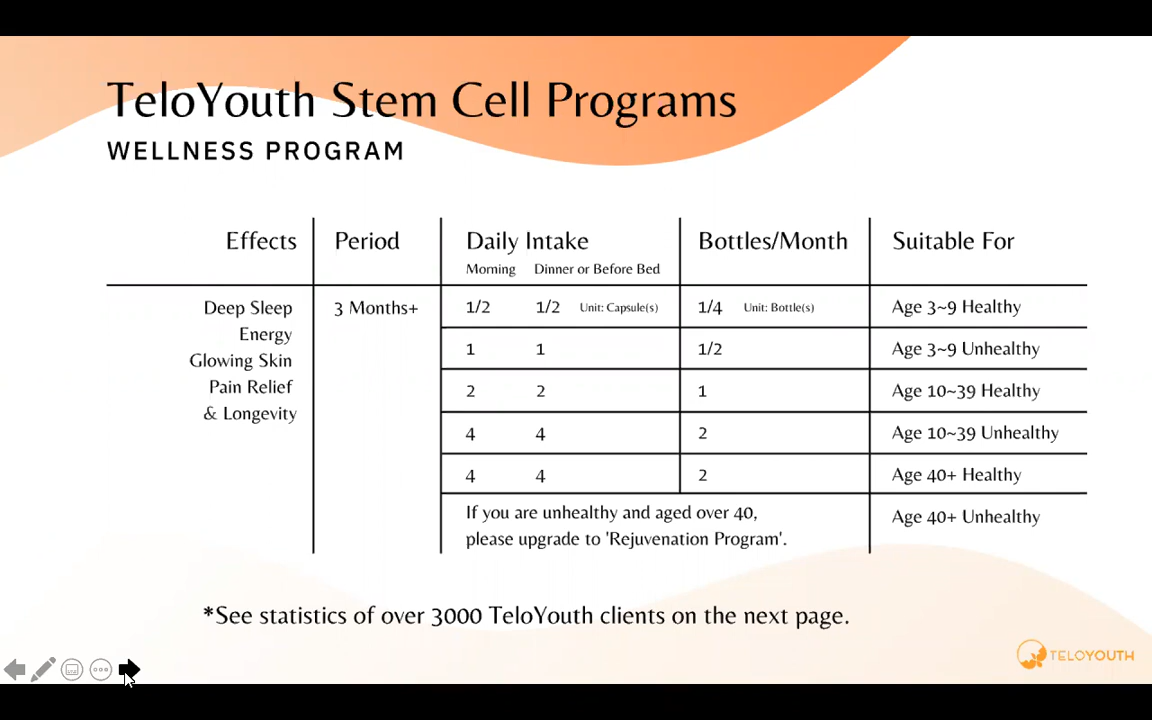 TeloYouth Stem Cell Programs
WELLNESS PROGRAM
Effects Period Daily Intake Bottles/Month Suitable For
Morning Dinner or Before Bed
Deep Sleep 3 Months+ 1/2 1/2 Unit: Capsule(s) 1/4 Unit: Bottle(s) Age 3~9 Healthy
Energy
1 1 1/2 Age 3~9 Unhealthy
Glowing Skin
Pain Relief
2 2 1 Age 10~39 Healthy
& Longevity
4 4 2 Age 10~39 Unhealthy
4 4 2 Age 40+ Healthy
If you are unhealthy and aged over 40,
please upgrade to 'Rejuvenation Program'.
Age 40+ Unhealthy
*See statistics of over 3000 TeloYouth clients on the next page.
TELOYOUTH